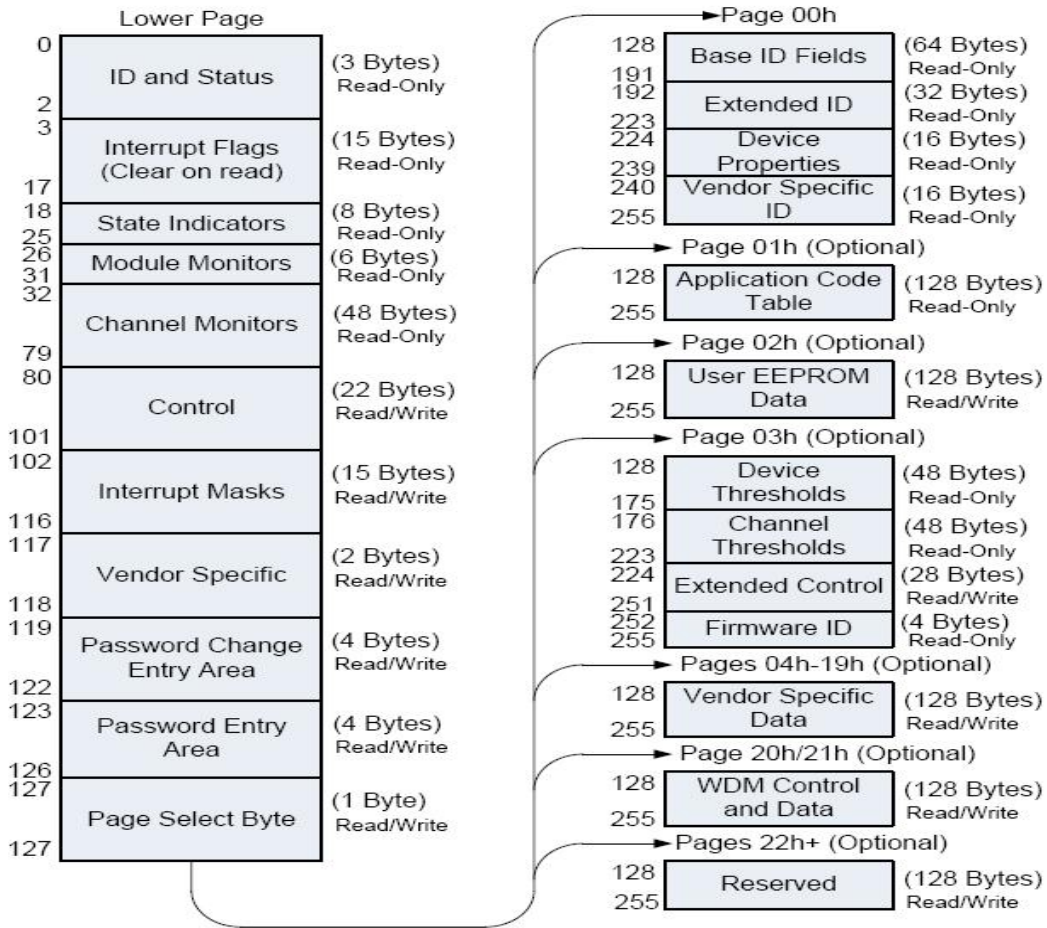 Lower Page
0
ID and Status
2
(3 Bytes)
Read-Only
3
Interrupt Flags
(Clear on read)
17
(15 Bytes)
Read-Only
18
State Indicators
25
(8 Bytes)
Read-Only
26
Module Monitors
31
(6 Bytes)
Read-Only
32
Channel Monitors
79
(48 Bytes)
Read-Only
80
Control
101
(22 Bytes)
Read/Write
102
Interrupt Masks
116
(15 Bytes)
Read/Write
117
Vendor Specific
118
(2 Bytes)
Read/Write
119
Password Change
Entry Area
122
(4 Bytes)
Read/Write
123
Password Entry
Area
126
(4 Bytes)
Read/Write
127
Page Select Byte
127
(1 Byte)
Read/Write
Page 00h
128
Base ID Fields
191
(64 Bytes)
Read-Only
192
Extended ID
223
(32 Bytes)
Read-Only
224
Device
Properties
239
(16 Bytes)
Read-Only
240
Vendor Specific
ID
255
(16 Bytes)
Read-Only
Page 01h (Optional)
128
Application Code
Table
255
(128 Bytes)
Read-Only
Page 02h (Optional)
128
User EEPROM
Data
255
(128 Bytes)
Read/Write
Page 03h (Optional)
128
Device
Thresholds
175
(48 Bytes)
Read-Only
176
Channel
Thresholds
223
(48 Bytes)
Read-Only
224
Extended Control
251
(28 Bytes)
Read/Write
252
Firmware ID
255
(4 Bytes)
Read-Only
Pages 04h-19h (Optional)
128
Vendor Specific
Data
255
(128 Bytes)
Read/Write
Page 20h/21h (Optional)
128
WDM Control
and Data
255
(128 Bytes)
Read/Write
Pages 22h+ (Optional)
128
Reserved
255
(128 Bytes)
Read/Write